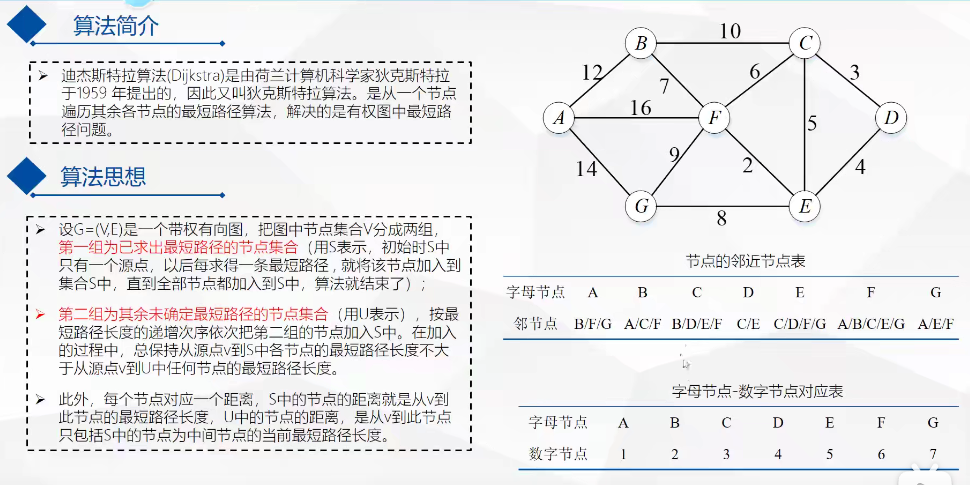 算法简介
迪杰斯特拉算法(Dijkstra)是由荷兰计算机科学家狄克斯特拉
于1959 年提出的，因此又叫狄克斯特拉算法。是从一个节点
遍历其余各节点的最短路径算法，解决的是有权图中最短路
径问题。
算法思想
设G=(V,E)是一个带权有向图，把图中节点集合V分成两组，
第一组为已求出最短路径的节点集合（用S表示，初始时S中
只有一个源点，以后每求得一条最短路径，就将该节点加入到
集合S中，直到全部节点都加入到S中，算法就结束了）；
第二组为其余未确定最短路径的节点集合（用U表示），按最
短路径长度的递增次序依次把第二组的节点加入S中。在加入
的过程中，总保持从源点v到S中各节点的最短路径长度不大
于从源点v到U中任何节点的最短路径长度。
此外，每个节点对应一个距离，S中的节点的距离就是从v到
此节点的最短路径长度，U中的节点的距离，是从v到此节点
只包括S中的节点为中间节点的当前最短路径长度。
B 10 C
12 7 6 3
A 16 F D
14 9 2 5 4
G 8 E
节点的邻近节点表
字母节点 A B C D E F G
邻节点 B/F/G A/C/F B/D/E/F C/E C/D/F/G A/B/C/E/G A/E/F
字母节点-数字节点对应表
字母节点 A B C D E F G
数字节点 1 2 3 4 5 6 7